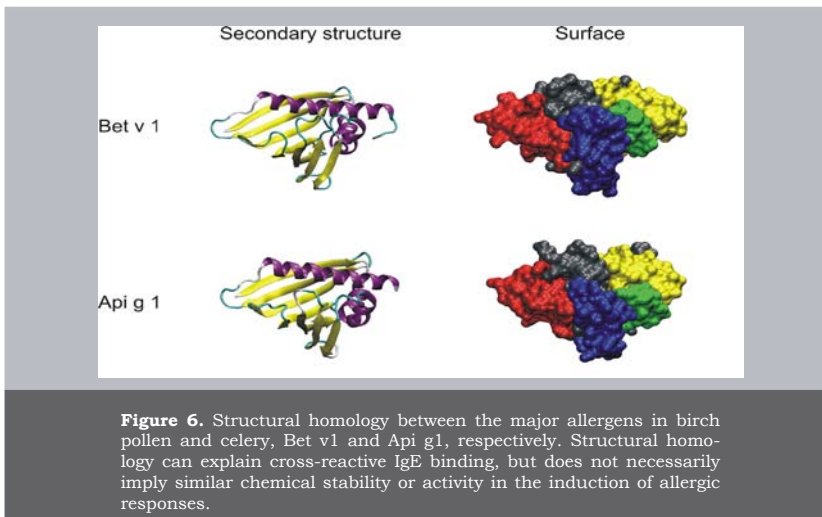 Secondary structure Surface
Bet v 1
Api g 1
Figure 6. Structural homology between the major allergens in birch
pollen and celery, Bet v1 and Api g1, respectively. Structural homo-
logy can explain cross-reactive IgE binding, but does not necessarily
imply similar chemical stability or activity in the induction of allergic
responses.